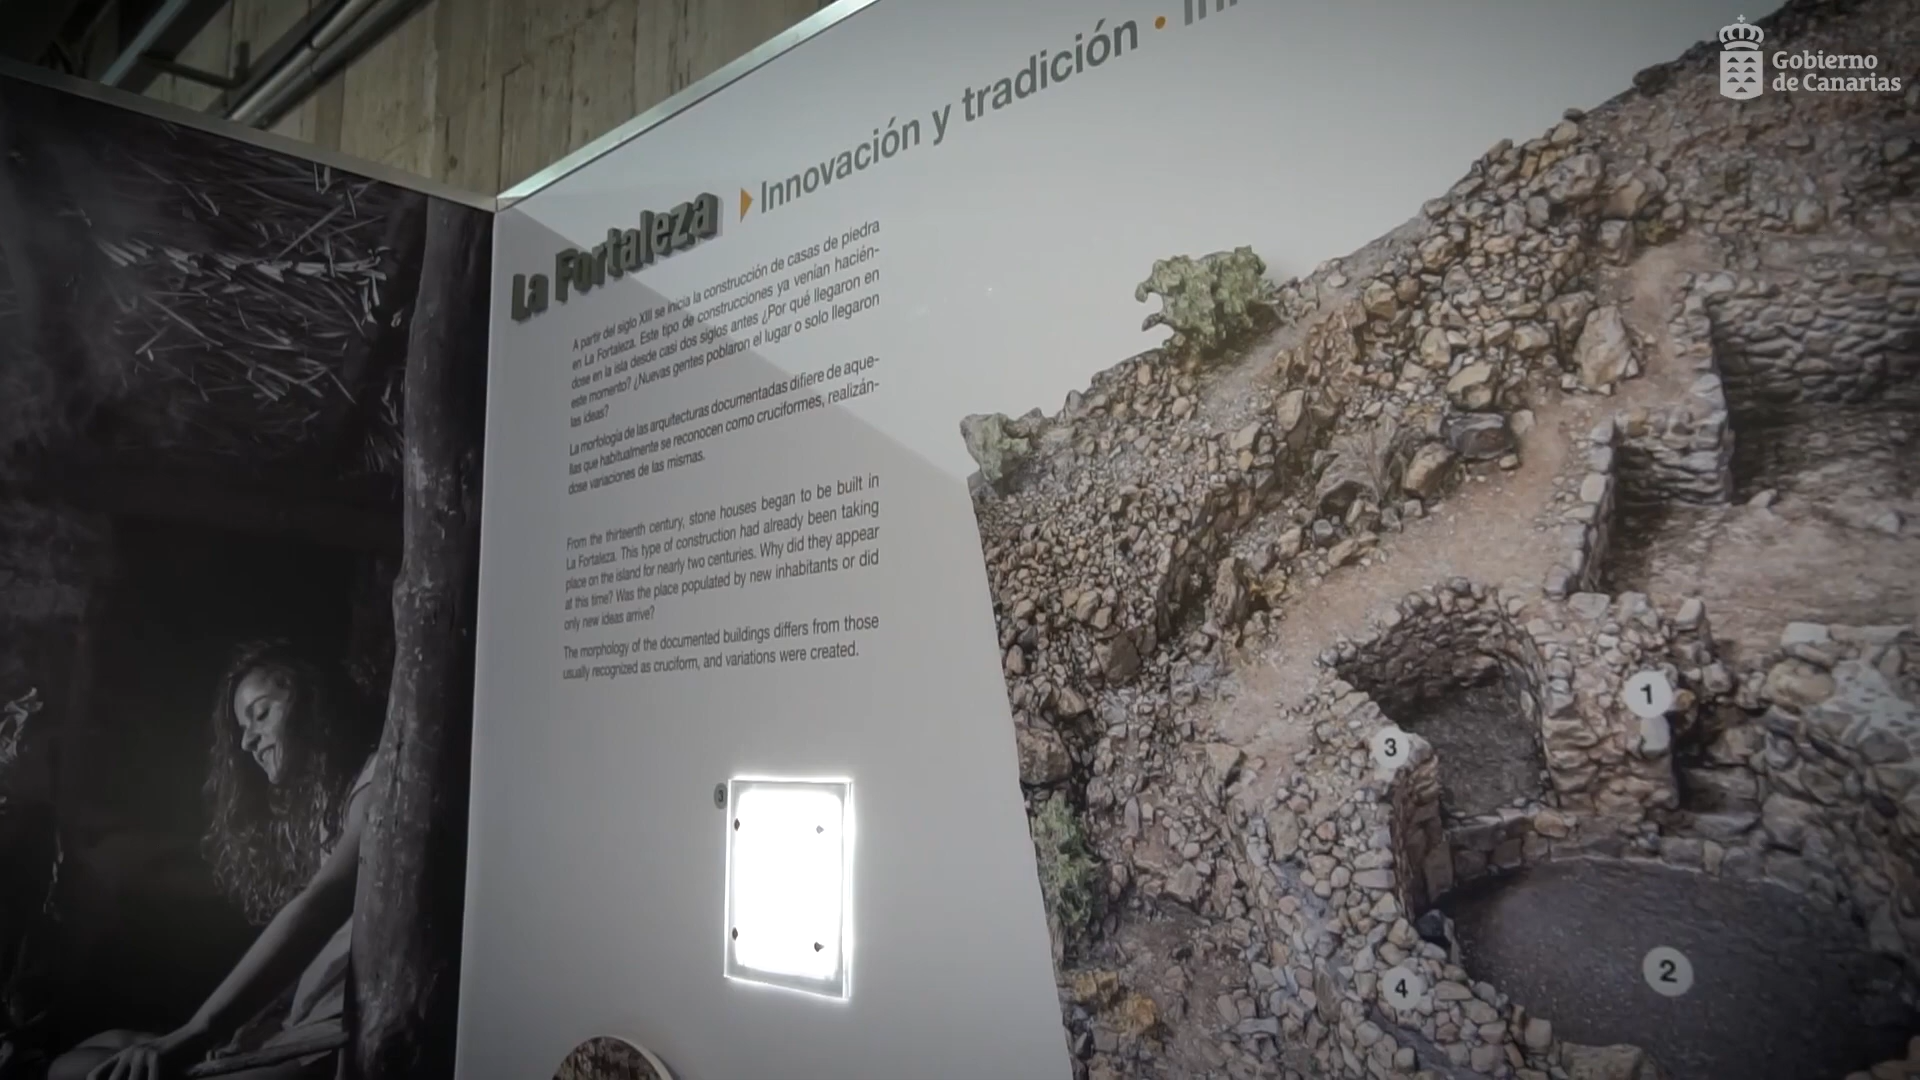 Gobierno
de Canarias
La Fortaleza
Innovación y tradición •
A partir del siglo XIII se inicia la construcción de casas de piedra
en La Fortaleza. Este tipo de construcciones ya venían hacién-
dose en la isla desde casi dos siglos antes ¿Por qué llegaron en
este momento? ¿Nuevas gentes poblaron el lugar o solo llegaron
las ideas?
La morfología de las arquitecturas documentadas difiere de aque-
llas que habitualmente se reconocen como cruciformes, realizán-
dose variaciones de las mismas.
From the thirteenth century, stone houses began to be built in
La Fortaleza. This type of construction had already been taking
place on the island for nearly two centuries. Why did they appear
at this time? Was the place populated by new inhabitants or did
only new ideas arrive?
The morphology of the documented buildings differs from those
usually recognized as cruciform, and variations were created.
3
1
3
2
4